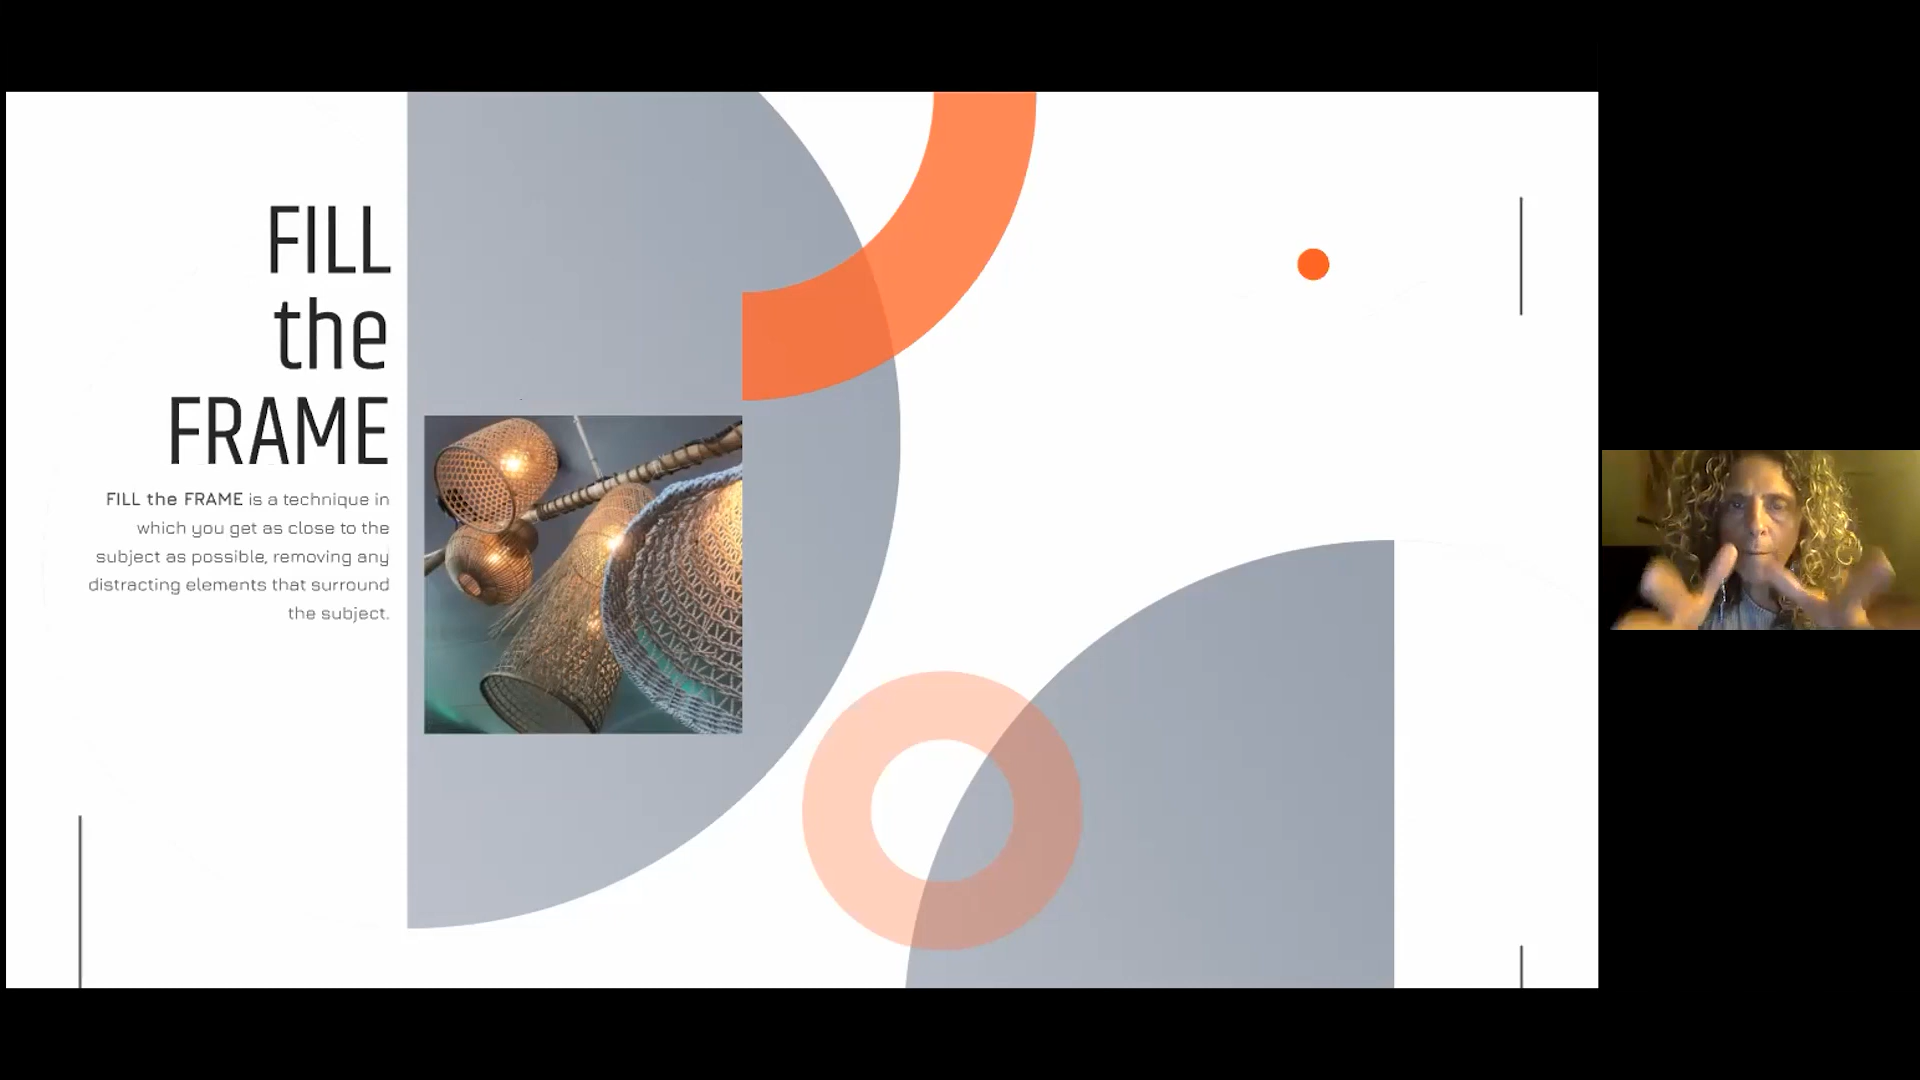 FILL
the
FRAME
FILL the FRAME is a technique in
which you get as close to the
subject as possible, removing any
distracting elements that surround
the subject.